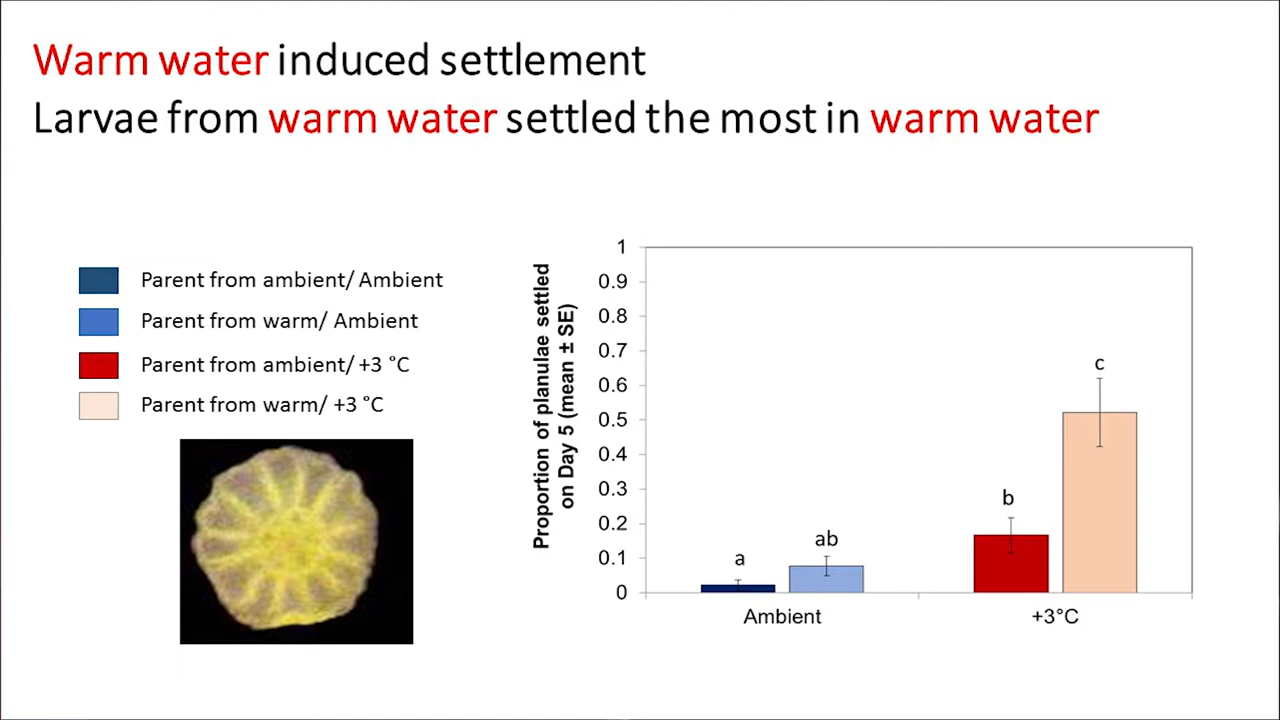 Warm water induced settlement
Larvae from warm water settled the most in warm water
Parent from ambient/ Ambient
Parent from warm/ Ambient
Parent from ambient/ +3 °C
Parent from warm/ +3 °C
Proportion of planulae settled
on Day 5 (mean ± SE)
1
0.9
0.8
0.7
0.6
0.5
0.4
0.3
0.2
0.1
0
a
ab
b
c
Ambient
+3°C